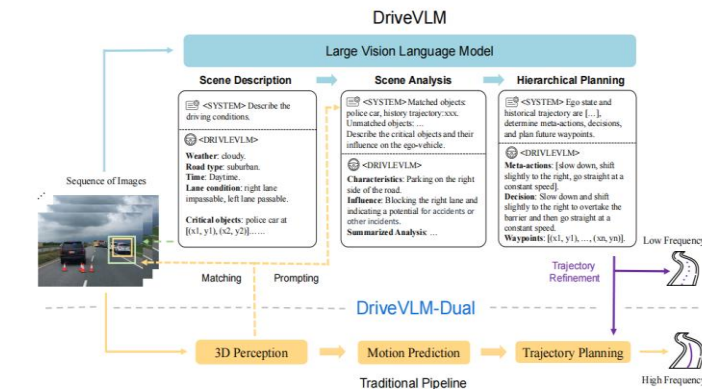 DriveVLM
Large Vision Language Model
Scene Description
Scene Analysis
Hierarchical Planning
<SYSTEM> Describe the
driving conditions.
<DRIVLEVLM>
Weather: cloudy.
Road type: suburban.
Time: Daytime.
Lane condition: right lane
impassable, left lane passable.
Critical objects: police car at
[(x1, y1), (x2, y2)]……
<SYSTEM> Matched objects:
police car, history trajectory:xxx.
Unmatched objects: ...
Describe the critical objects and their
influence on the ego-vehicle.
<DRIVLEVLM>
Characteristics: Parking on the right
side of the road.
Influence: Blocking the right lane and
indicating a potential for accidents or
other incidents.
Summarized Analysis: ...
<SYSTEM> Ego state and
historical trajectory are [...],
determine meta-actions, decisions,
and plan future waypoints.
<DRIVLEVLM>
Meta-actions: [slow down, shift
slightly to the right, go straight at a
constant speed].
Decision: Slow down and shift
slightly to the right to overtake the
barrier and then go straight at a
constant speed.
Waypoints: [(x1, y1), …, (xn, yn)].
Sequence of Images
Matching
Prompting
Trajectory
Refinement
Low Frequency
DriveVLM-Dual
3D Perception
Motion Prediction
Trajectory Planning
Traditional Pipeline
High Frequency